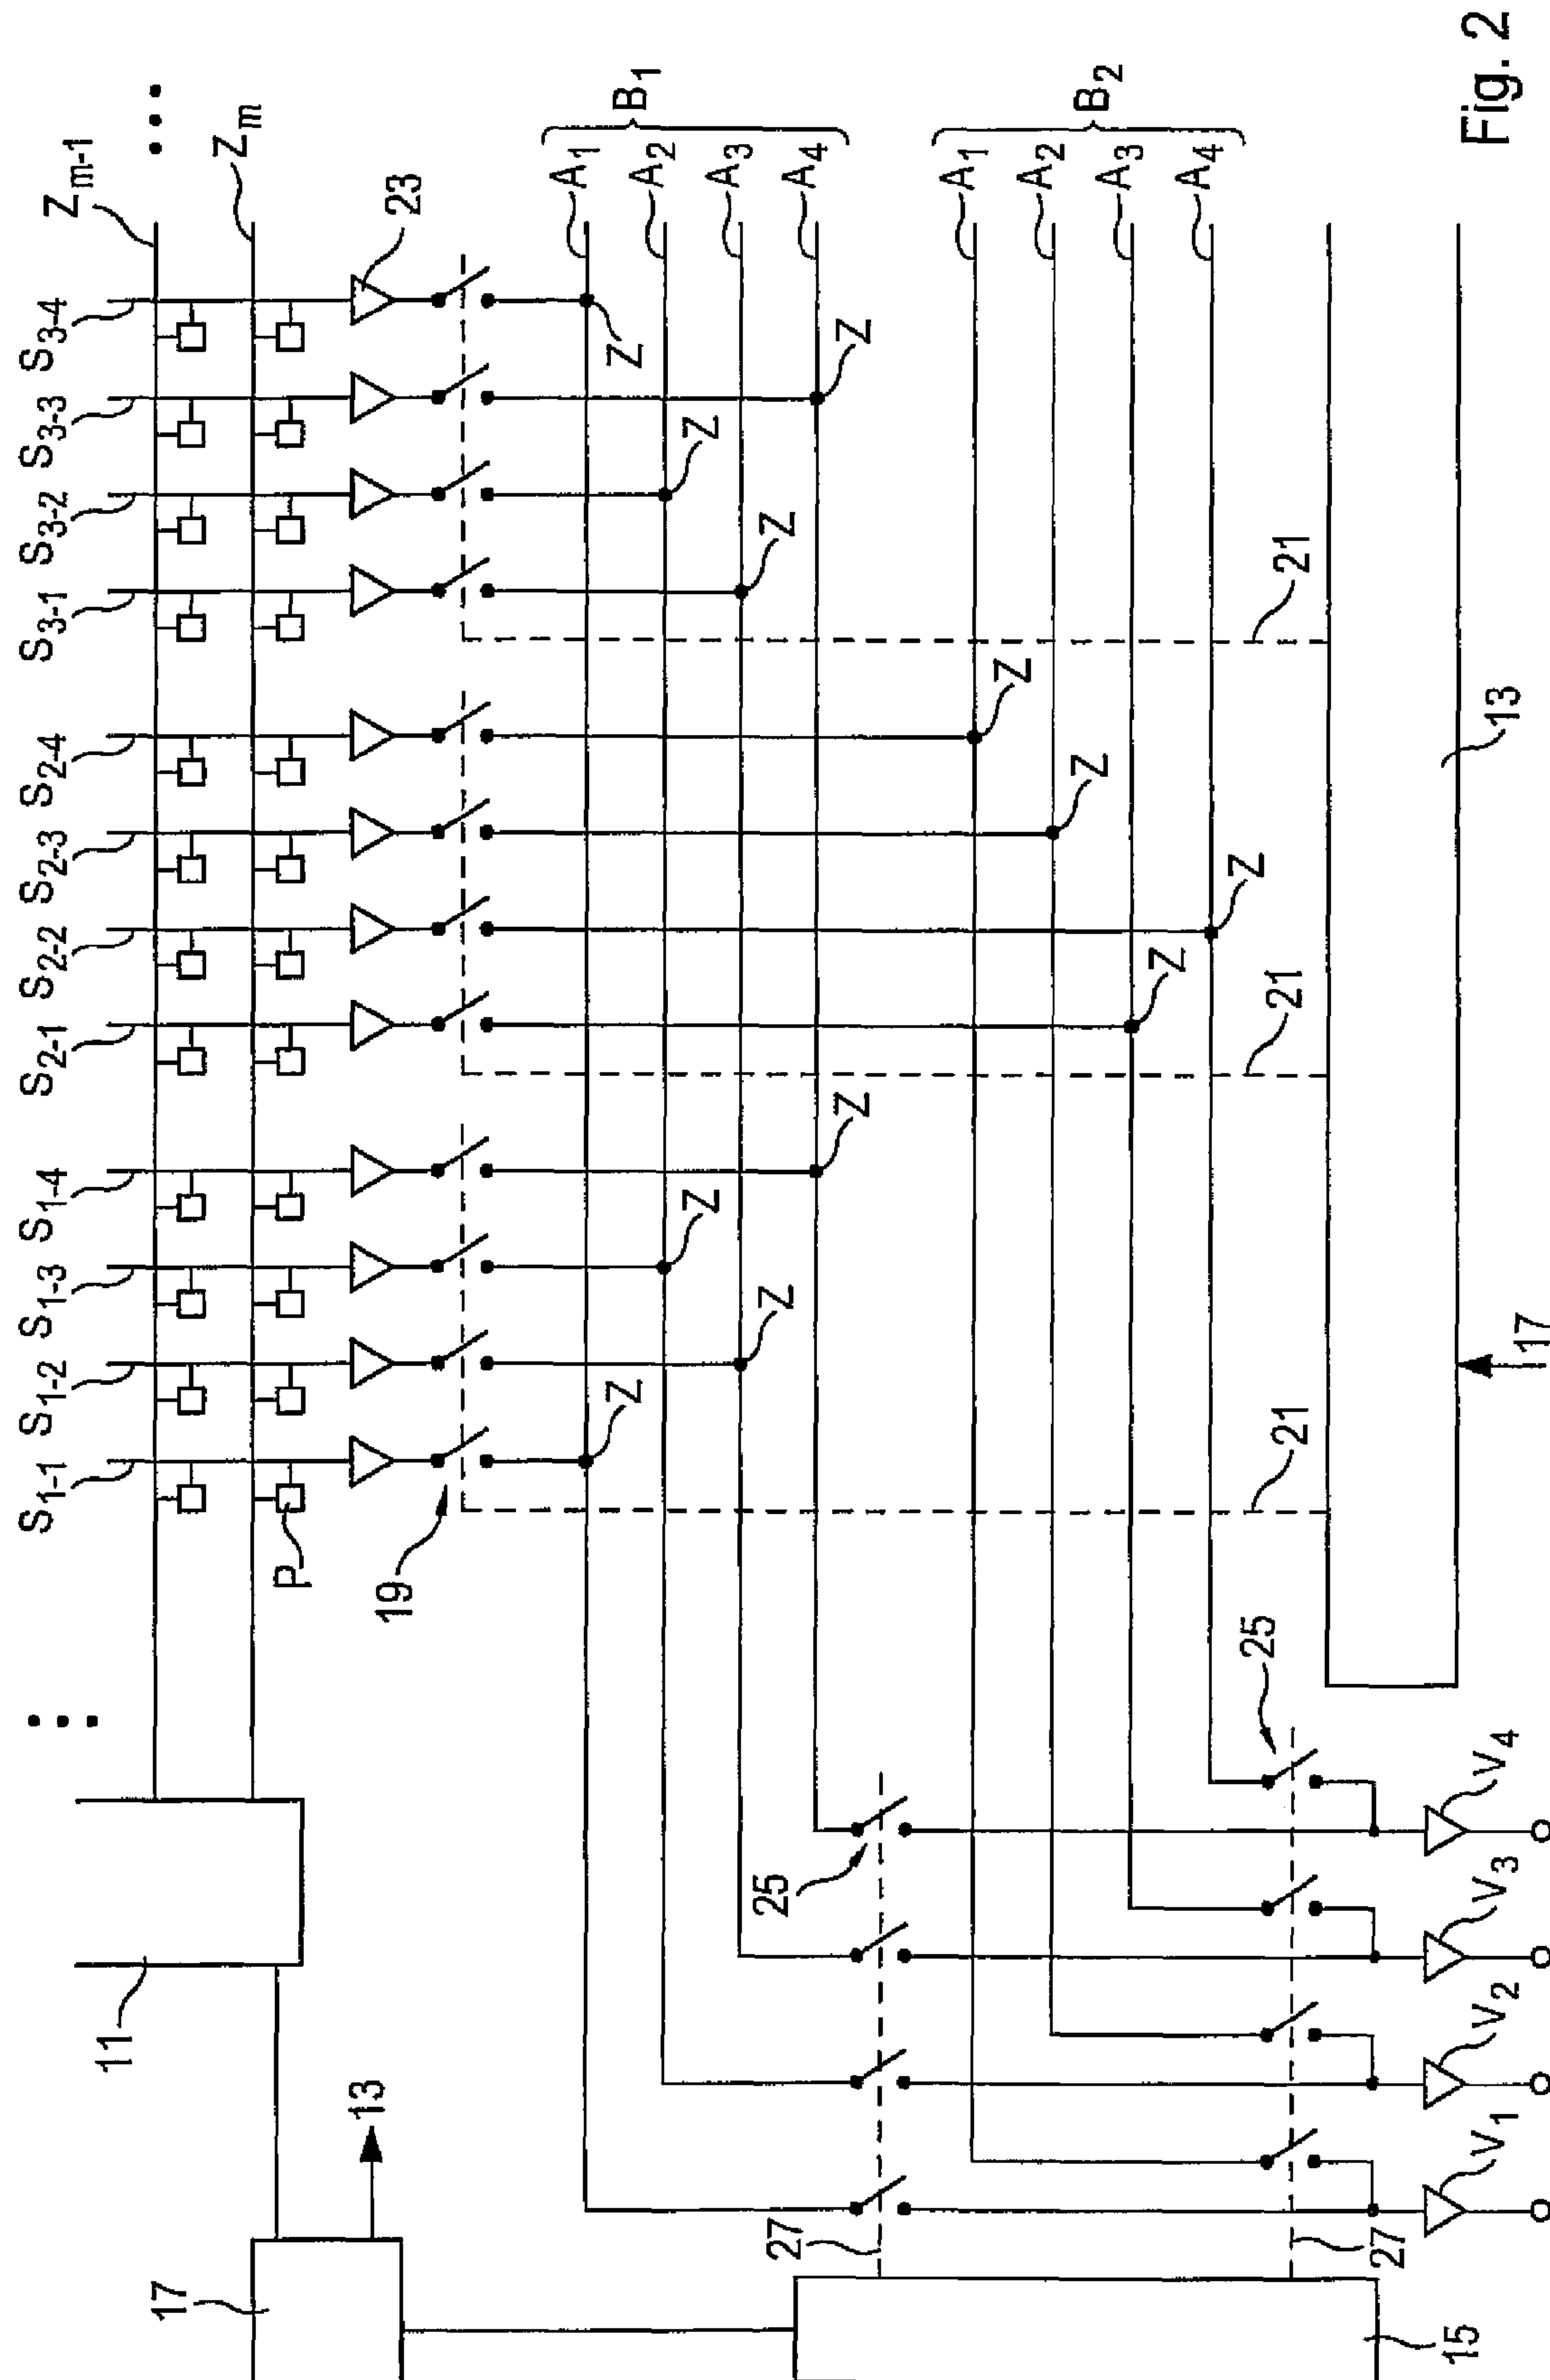 S1-1 S1-2 S1-3 S1-4 S2-1 S2-2 S2-3 S2-4 S3-1 S3-2 S3-3 S3-4
Zm-1
Zm
11
P
17
13
19
23
A1
A2
A3
A4
B1
Z Z Z Z
Z Z Z Z
Z Z Z Z
A1
A2
A3
A4
B2
25
27
25
27
21 21 21
15
13
V1 V2 V3 V4
17
Fig. 2